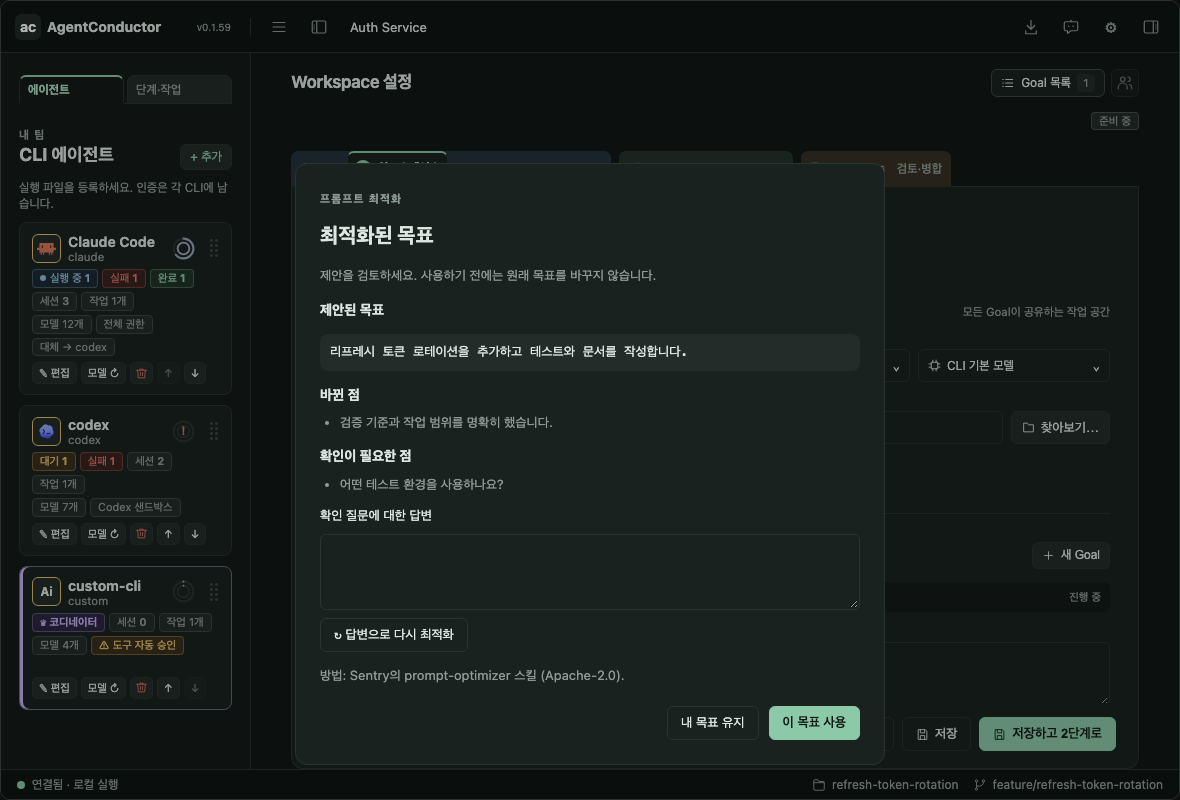 ac AgentConductor v0.1.59 Auth Service
에이전트 단계·작업
내 팀
CLI 에이전트 + 추가
실행 파일을 등록하세요. 인증은 각 CLI에 남
습니다.
Claude Code
claude
실행 중 1 실패 1 완료 1
세션 3 작업 1개
모델 12개 전체 권한
대체 → codex
편집 모델
codex
codex
대기 1 실패 1 세션 2
작업 1개
모델 7개 Codex 샌드박스
편집 모델
Ai custom-cli
custom
코디네이터 세션 0 작업 1개
모델 4개 도구 자동 승인
편집 모델
Workspace 설정 Goal 목록 1
준비 중
검토·병합
모든 Goal이 공유하는 작업 공간
CLI 기본 모델
찾아보기...
+ 새 Goal
진행 중
저장 저장하고 2단계로
프롬프트 최적화
최적화된 목표
제안을 검토하세요. 사용하기 전에는 원래 목표를 바꾸지 않습니다.
제안된 목표
리프레시 토큰 로테이션을 추가하고 테스트와 문서를 작성합니다.
바뀐 점
• 검증 기준과 작업 범위를 명확히 했습니다.
확인이 필요한 점
• 어떤 테스트 환경을 사용하나요?
확인 질문에 대한 답변
↻ 답변으로 다시 최적화
방법: Sentry의 prompt-optimizer 스킬 (Apache-2.0).
내 목표 유지 이 목표 사용
연결됨 · 로컬 실행 refresh-token-rotation feature/refresh-token-rotation